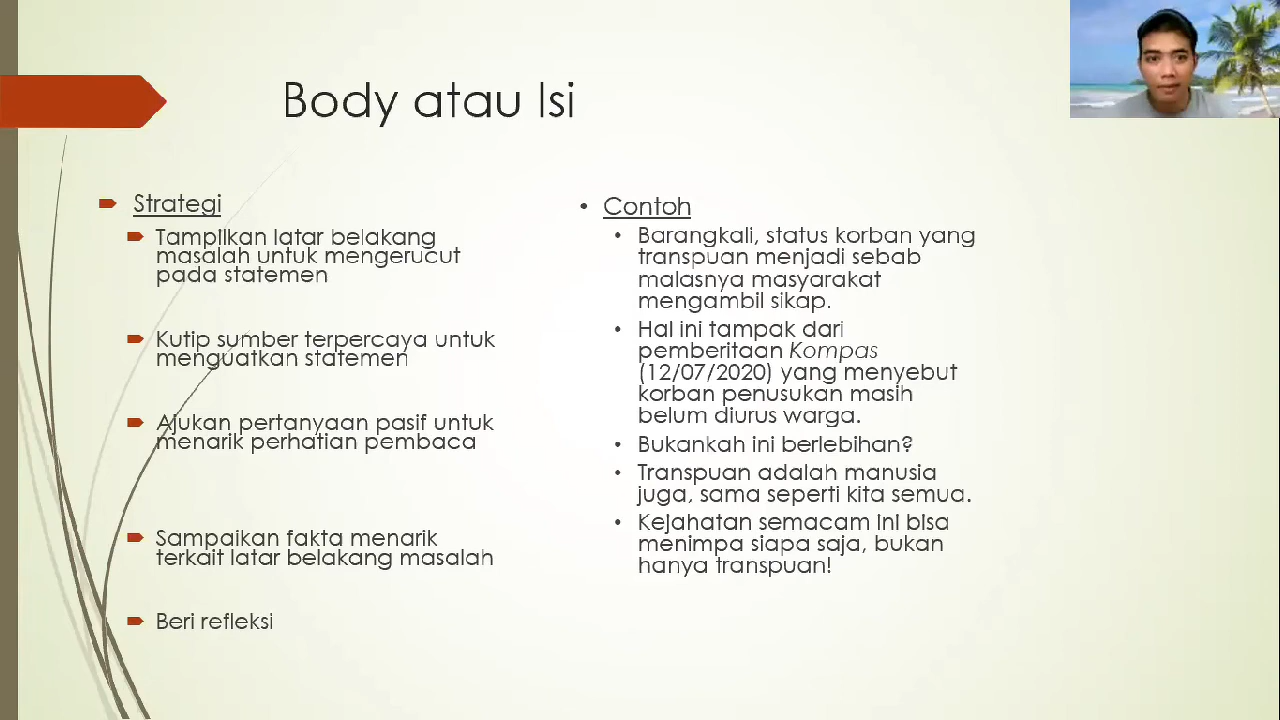 Body atau Isi
Strategi
Tampilkan latar belakang
masalah untuk mengerucut
pada statemen
Kutip sumber terpercaya untuk
menguatkan statemen
Ajukan pertanyaan pasif untuk
menarik perhatian pembaca
Sampaikan fakta menarik
terkait latar belakang masalah
Beri refleksi
Contoh
Barangkali, status korban yang
transpuan menjadi sebab
malasnya masyarakat
mengambil sikap.
Hal ini tampak dari
pemberitaan Kompas
(12/07/2020) yang menyebut
korban penusukan masih
belum diurus warga.
Bukankah ini berlebihan?
Transpuan adalah manusia
juga, sama seperti kita semua.
Kejahatan semacam ini bisa
menimpa siapa saja, bukan
hanya transpuan!